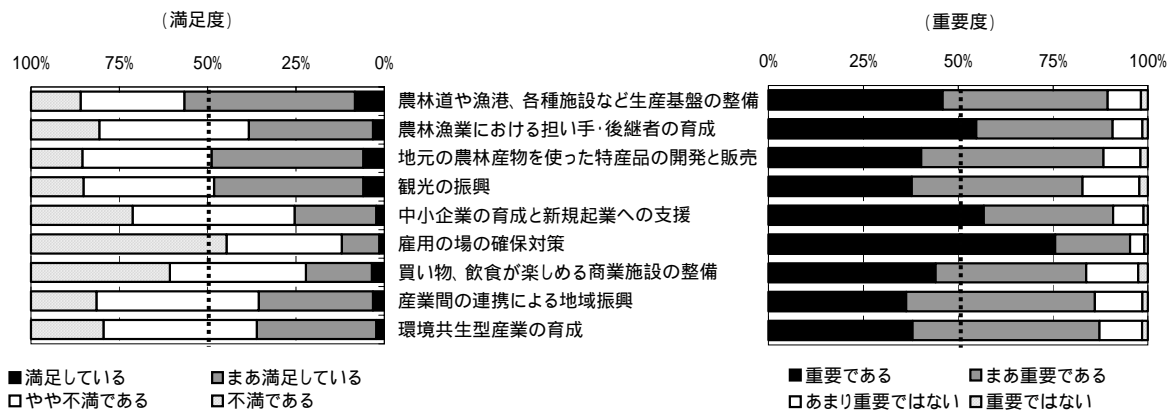 (満足度) (重要度)
100% 75% 50% 25% 0% 0% 25% 50% 75% 100%
農林道や漁港、各種施設など生産基盤の整備
農林漁業における担い手・後継者の育成
地元の農林産物を使った特産品の開発と販売
観光の振興
中小企業の育成と新規起業への支援
雇用の場の確保対策
買い物、飲食が楽しめる商業施設の整備
産業間の連携による地域振興
環境共生型産業の育成
満足している まあ満足している 重要である まあ重要である
やや不満である 不満である あまり重要ではない 重要ではない